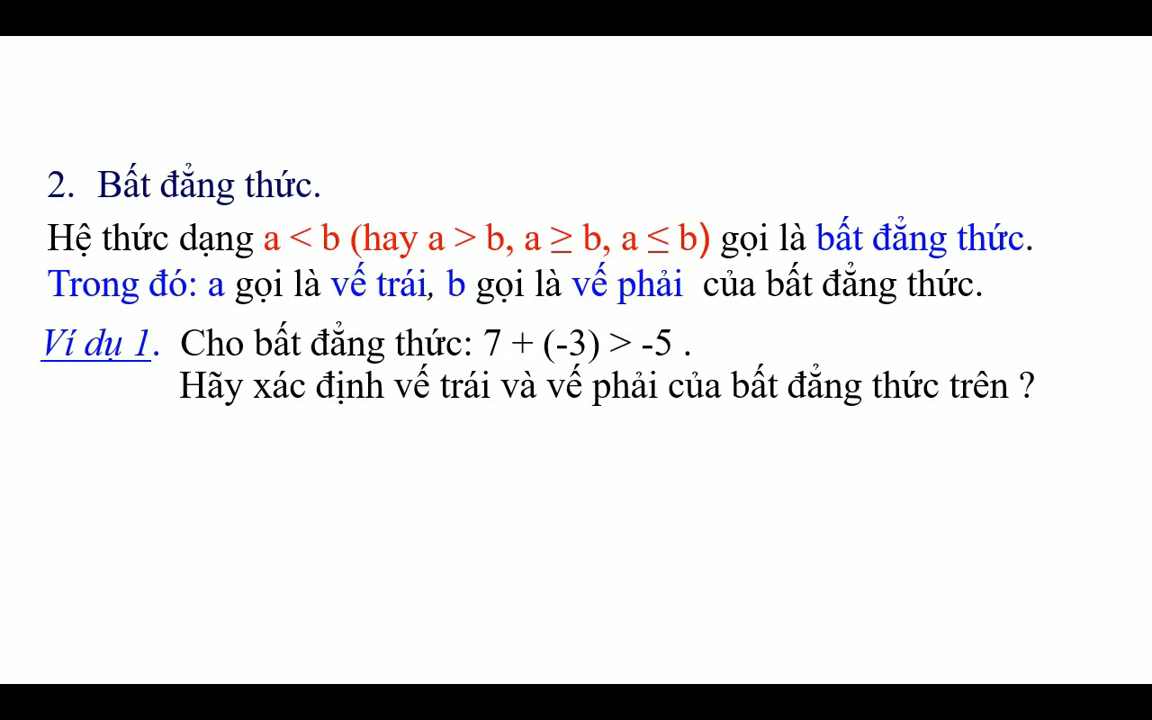 2. Bất đẳng thức.
Hệ thức dạng a < b (hay a > b, a ≥ b, a ≤ b) gọi là bất đẳng thức.
Trong đó: a gọi là vế trái, b gọi là vế phải của bất đẳng thức.
Ví dụ 1. Cho bất đẳng thức: 7 + (-3) > -5 .
Hãy xác định vế trái và vế phải của bất đẳng thức trên ?